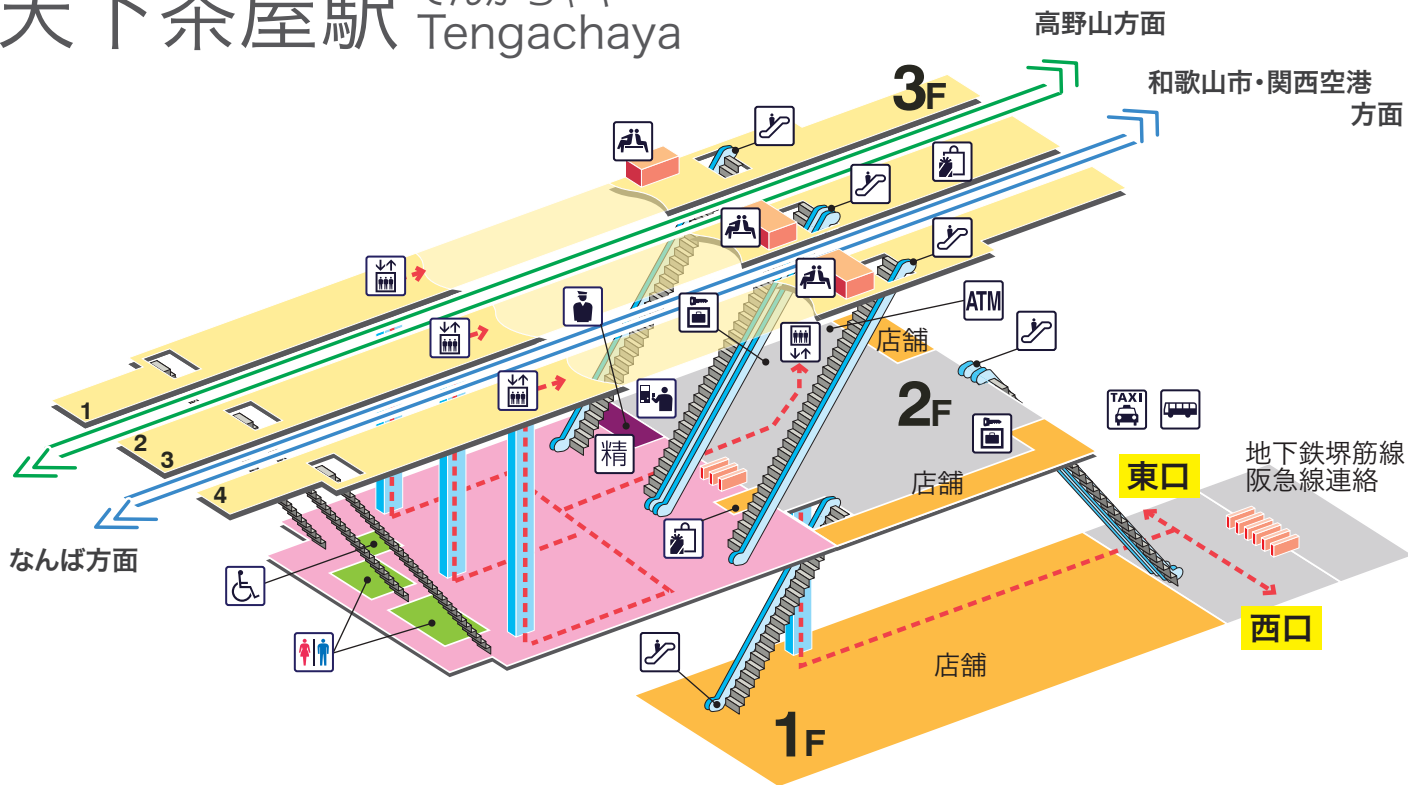 天下茶屋駅
Tengachaya
高野山方面
和歌山市・関西空港
方面
3F
ATM
店舗
2F
TAXI
1
2
3
4
精
地下鉄堺筋線
阪急線連絡
東口
店舗
なんば方面
西口
店舗
1F